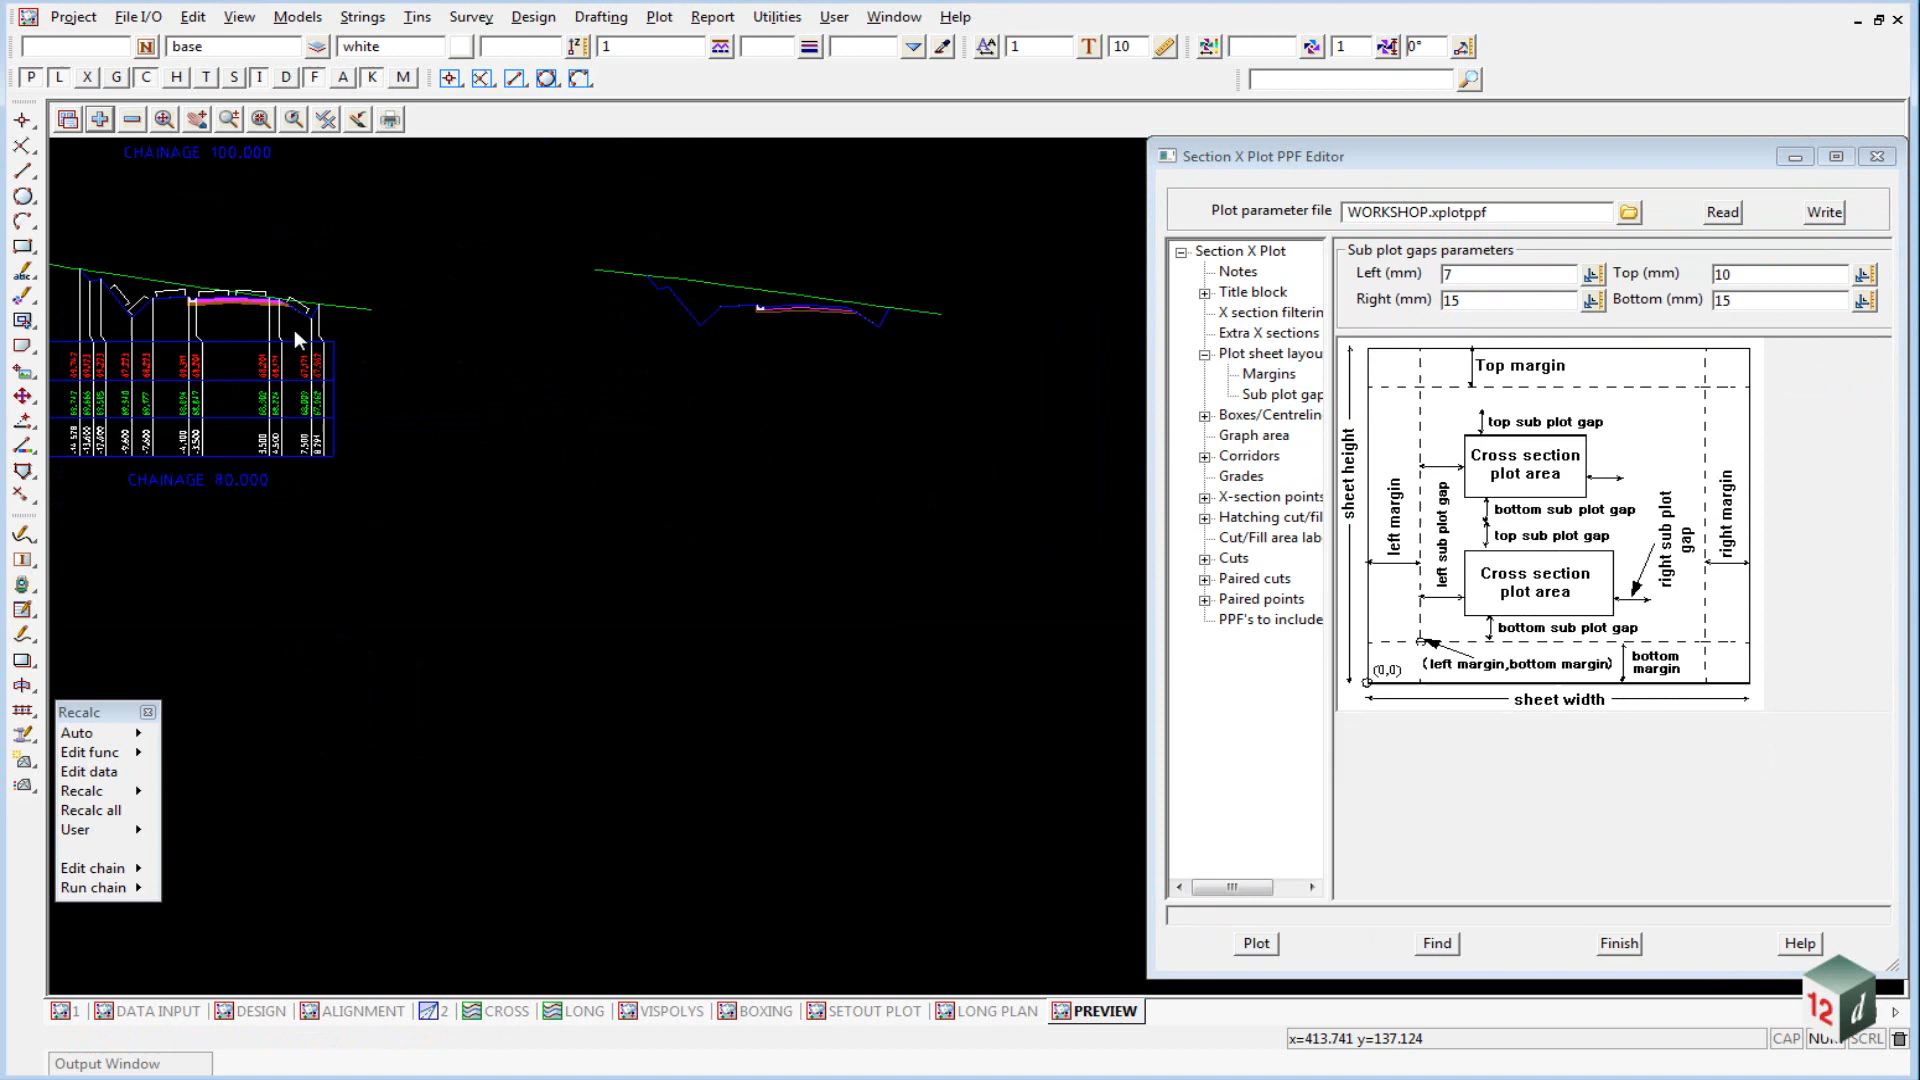 Project File I/O Edit View Models Strings Tins Survey Design Drafting Plot Report Utilities User Window Help
base white 1 1 T 10 1 0°
P L X G C H T S I D F A K M
CHAINAGE 100.000
CHAINAGE 80.000
Section X Plot PPF Editor
Plot parameter file WORKSHOP.xplotppf Read Write
Section X Plot
Notes
Title block
X section filterin
Extra X sections
Plot sheet layou
Margins
Sub plot gap
Boxes/Centrelin
Graph area
Corridors
Grades
X-section points
Hatching cut/fil
Cut/Fill area lab
Cuts
Paired cuts
Paired points
PPF's to include
Sub plot gaps parameters
Left (mm) 7 Top (mm) 10
Right (mm) 15 Bottom (mm) 15
Top margin
top sub plot gap
Cross section
plot area
bottom sub plot gap
top sub plot gap
Cross section
plot area
bottom sub plot gap
(left margin,bottom margin)
bottom
margin
(0,0)
sheet width
sheet height
left margin
left sub plot gap
right sub plot
gap
right margin
Plot Find Finish Help
Recalc
Auto
Edit func
Edit data
Recalc
Recalc all
User
Edit chain
Run chain
1 DATA INPUT DESIGN ALIGNMENT 2 CROSS LONG VISPOLYS BOXING SETOUT PLOT LONG PLAN PREVIEW
12 d
x=413.741 y=137.124 CAP NUM SCRL
Output Window